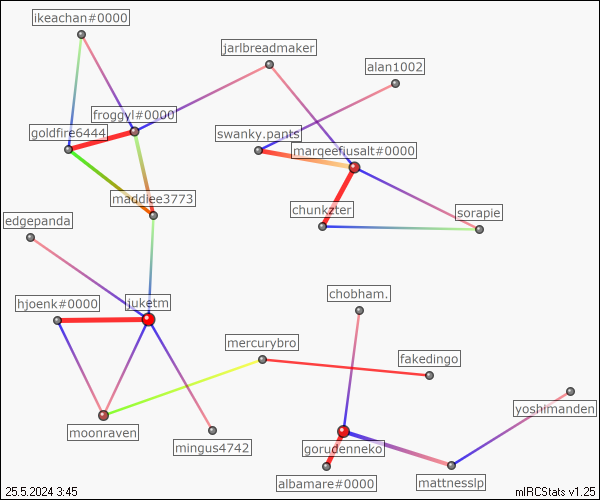 ikeachan#0000
jarlbreadmaker
alan1002
froggyl#0000
goldfire6444
swanky.pants
marqeefiusalt#0000
maddiee3773
chunkzter
sorapie
edgepanda
chobham.
hjoenk#0000
juketm
mercurybro
fakedingo
yoshimanden
moonraven
mingus4742
gorudenneko
albamare#0000
mattnesslp
25.5.2024 3:45
mIRCStats v1.25